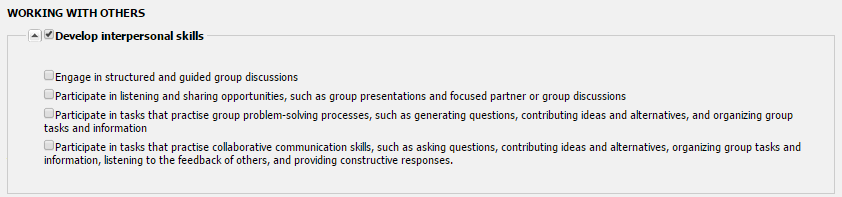 WORKING WITH OTHERS
Develop interpersonal skills
Engage in structured and guided group discussions
Participate in listening and sharing opportunities, such as group presentations and focused partner or group discussions
Participate in tasks that practise group problem-solving processes, such as generating questions, contributing ideas and alternatives, and organizing group
tasks and information
Participate in tasks that practise collaborative communication skills, such as asking questions, contributing ideas and alternatives, organizing group tasks and
information, listening to the feedback of others, and providing constructive responses.